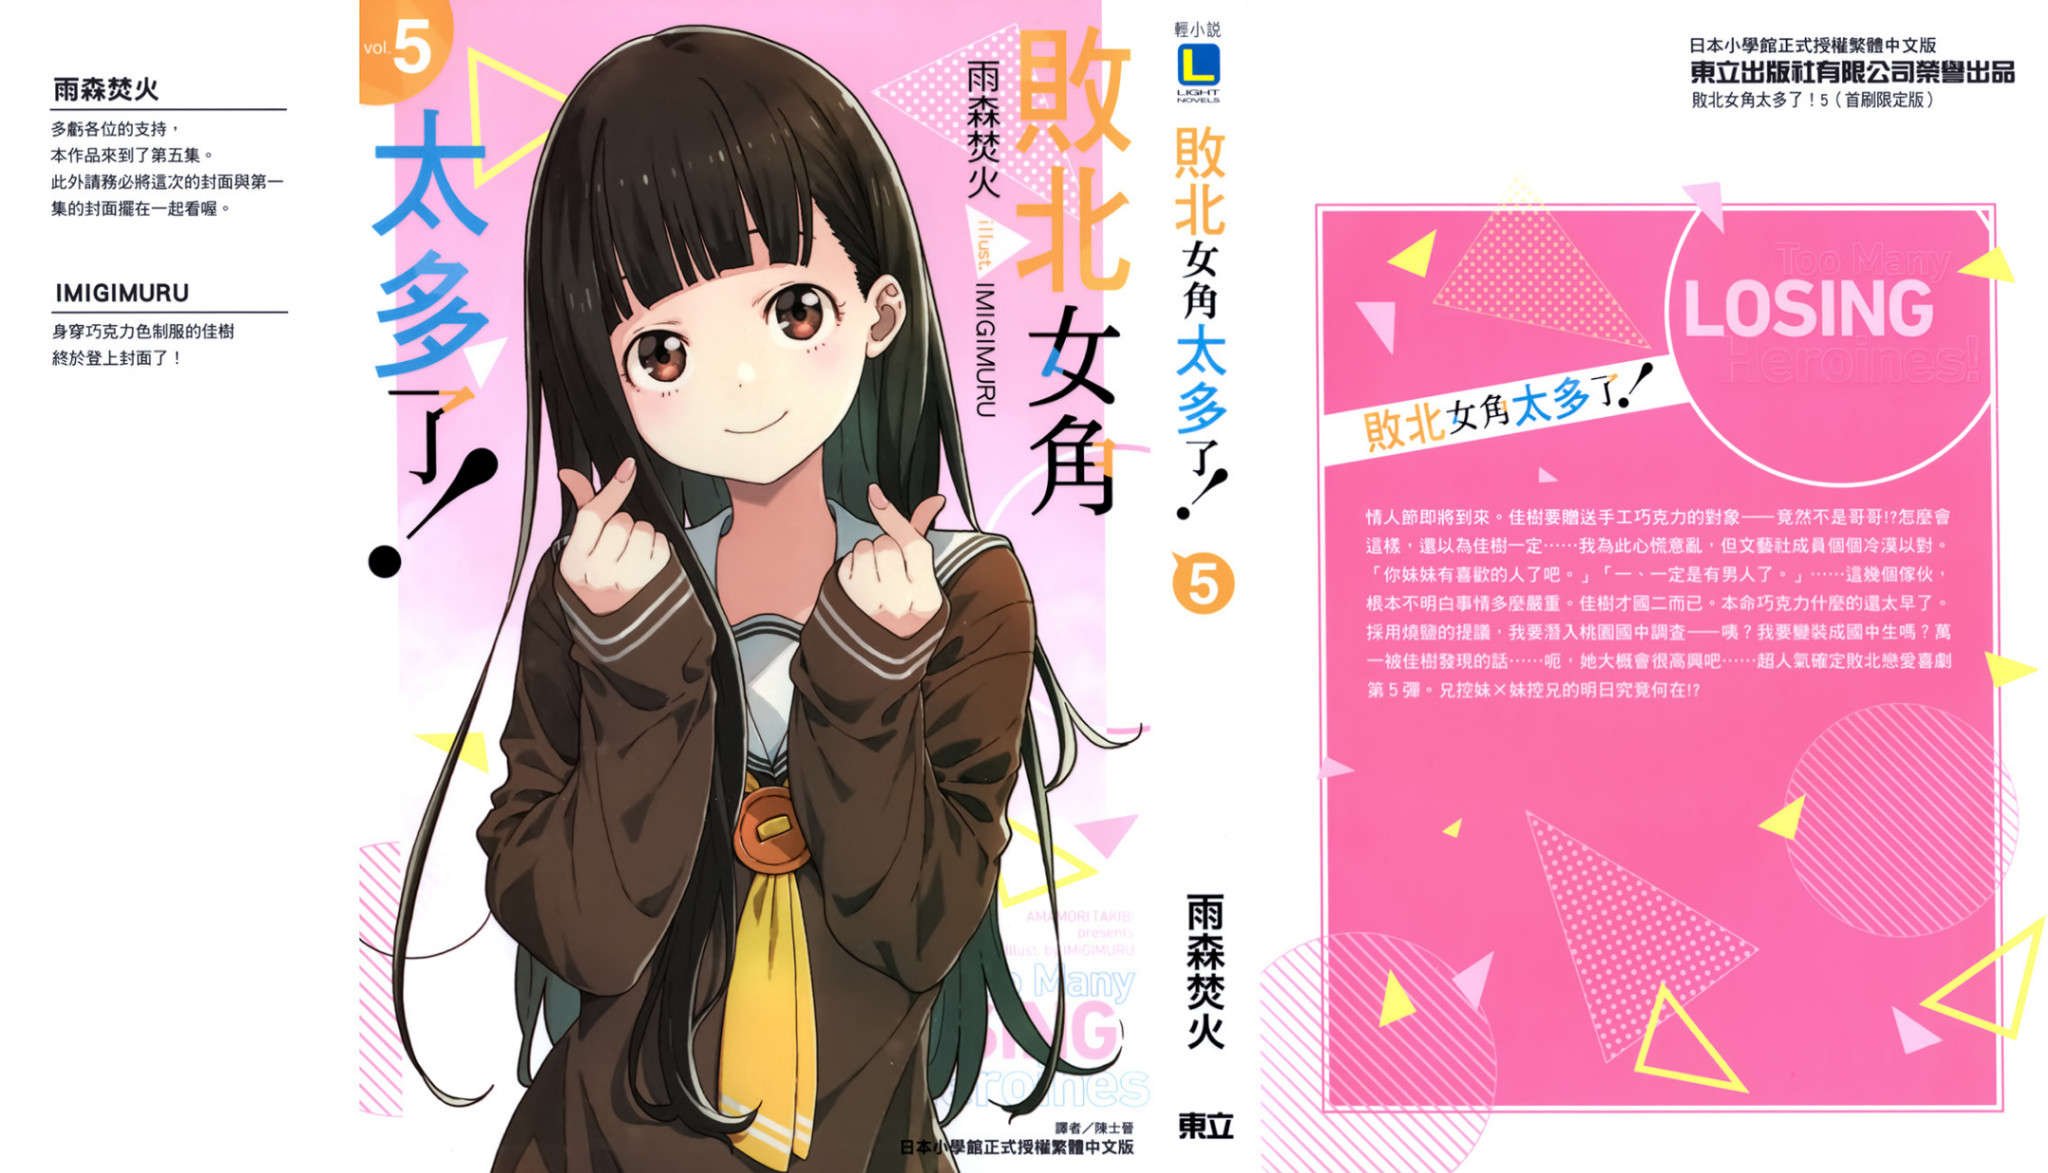 雨森焚火
多虧各位的支持，
本作品來到了第五集。
此外請務必將這次的封面與第一
集的封面擺在一起看喔。
IMIGIMURU
身穿巧克力色制服的佳樹
終於登上封面了！
vol. 5
敗北女角
太多了！
雨森焚火
illust. IMIGIMURU
AMAMORI TAKIBI
presents
illust. by IMIGIMURU
Many
ING
eroines
譯者／陳士晉
日本小學館正式授權繁體中文版
輕小説
L
LIGHT
NOVELS
敗北女角太多了！
5
雨森焚火
東立
日本小學館正式授權繁體中文版
東立出版社有限公司榮譽出品
敗北女角太多了！5（首刷限定版）
Too Many
LOSING
Heroines!
敗北女角太多了！
情人節即將到來。佳樹要贈送手工巧克力的對象——竟然不是哥哥!?怎麼會
這樣，還以為佳樹一定……我為此心慌意亂，但文藝社成員個個冷漠以對。
「你妹妹有喜歡的人了吧。」「一、一定是有男人了。」……這幾個傢伙，
根本不明白事情多麼嚴重。佳樹才國二而已。本命巧克力什麼的還太早了。
採用燒鹽的提議，我要潛入桃園國中調查——咦？我要變裝成國中生嗎？萬
一被佳樹發現的話……呃，她大概會很高興吧……超人氣確定敗北戀愛喜劇
第５彈。兄控妹×妹控兄的明日究竟何在!?